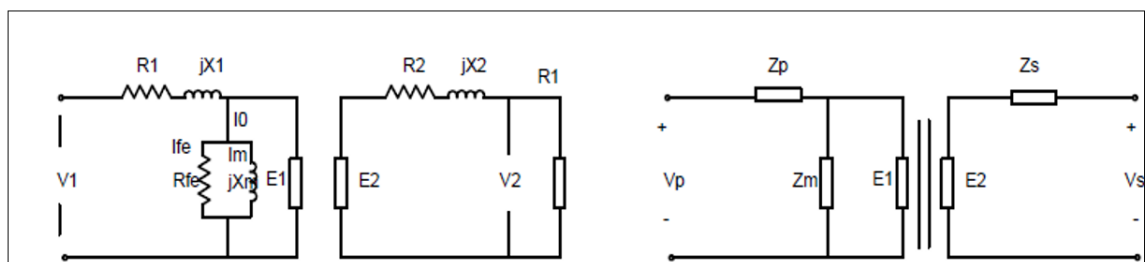 R1 jX1
R2 jX2 R1
Zp Zs
I0
Ife Im
+ +
V1 Rfe jXm E1 E2 V2 Vp Zm E1 E2 Vs
- -